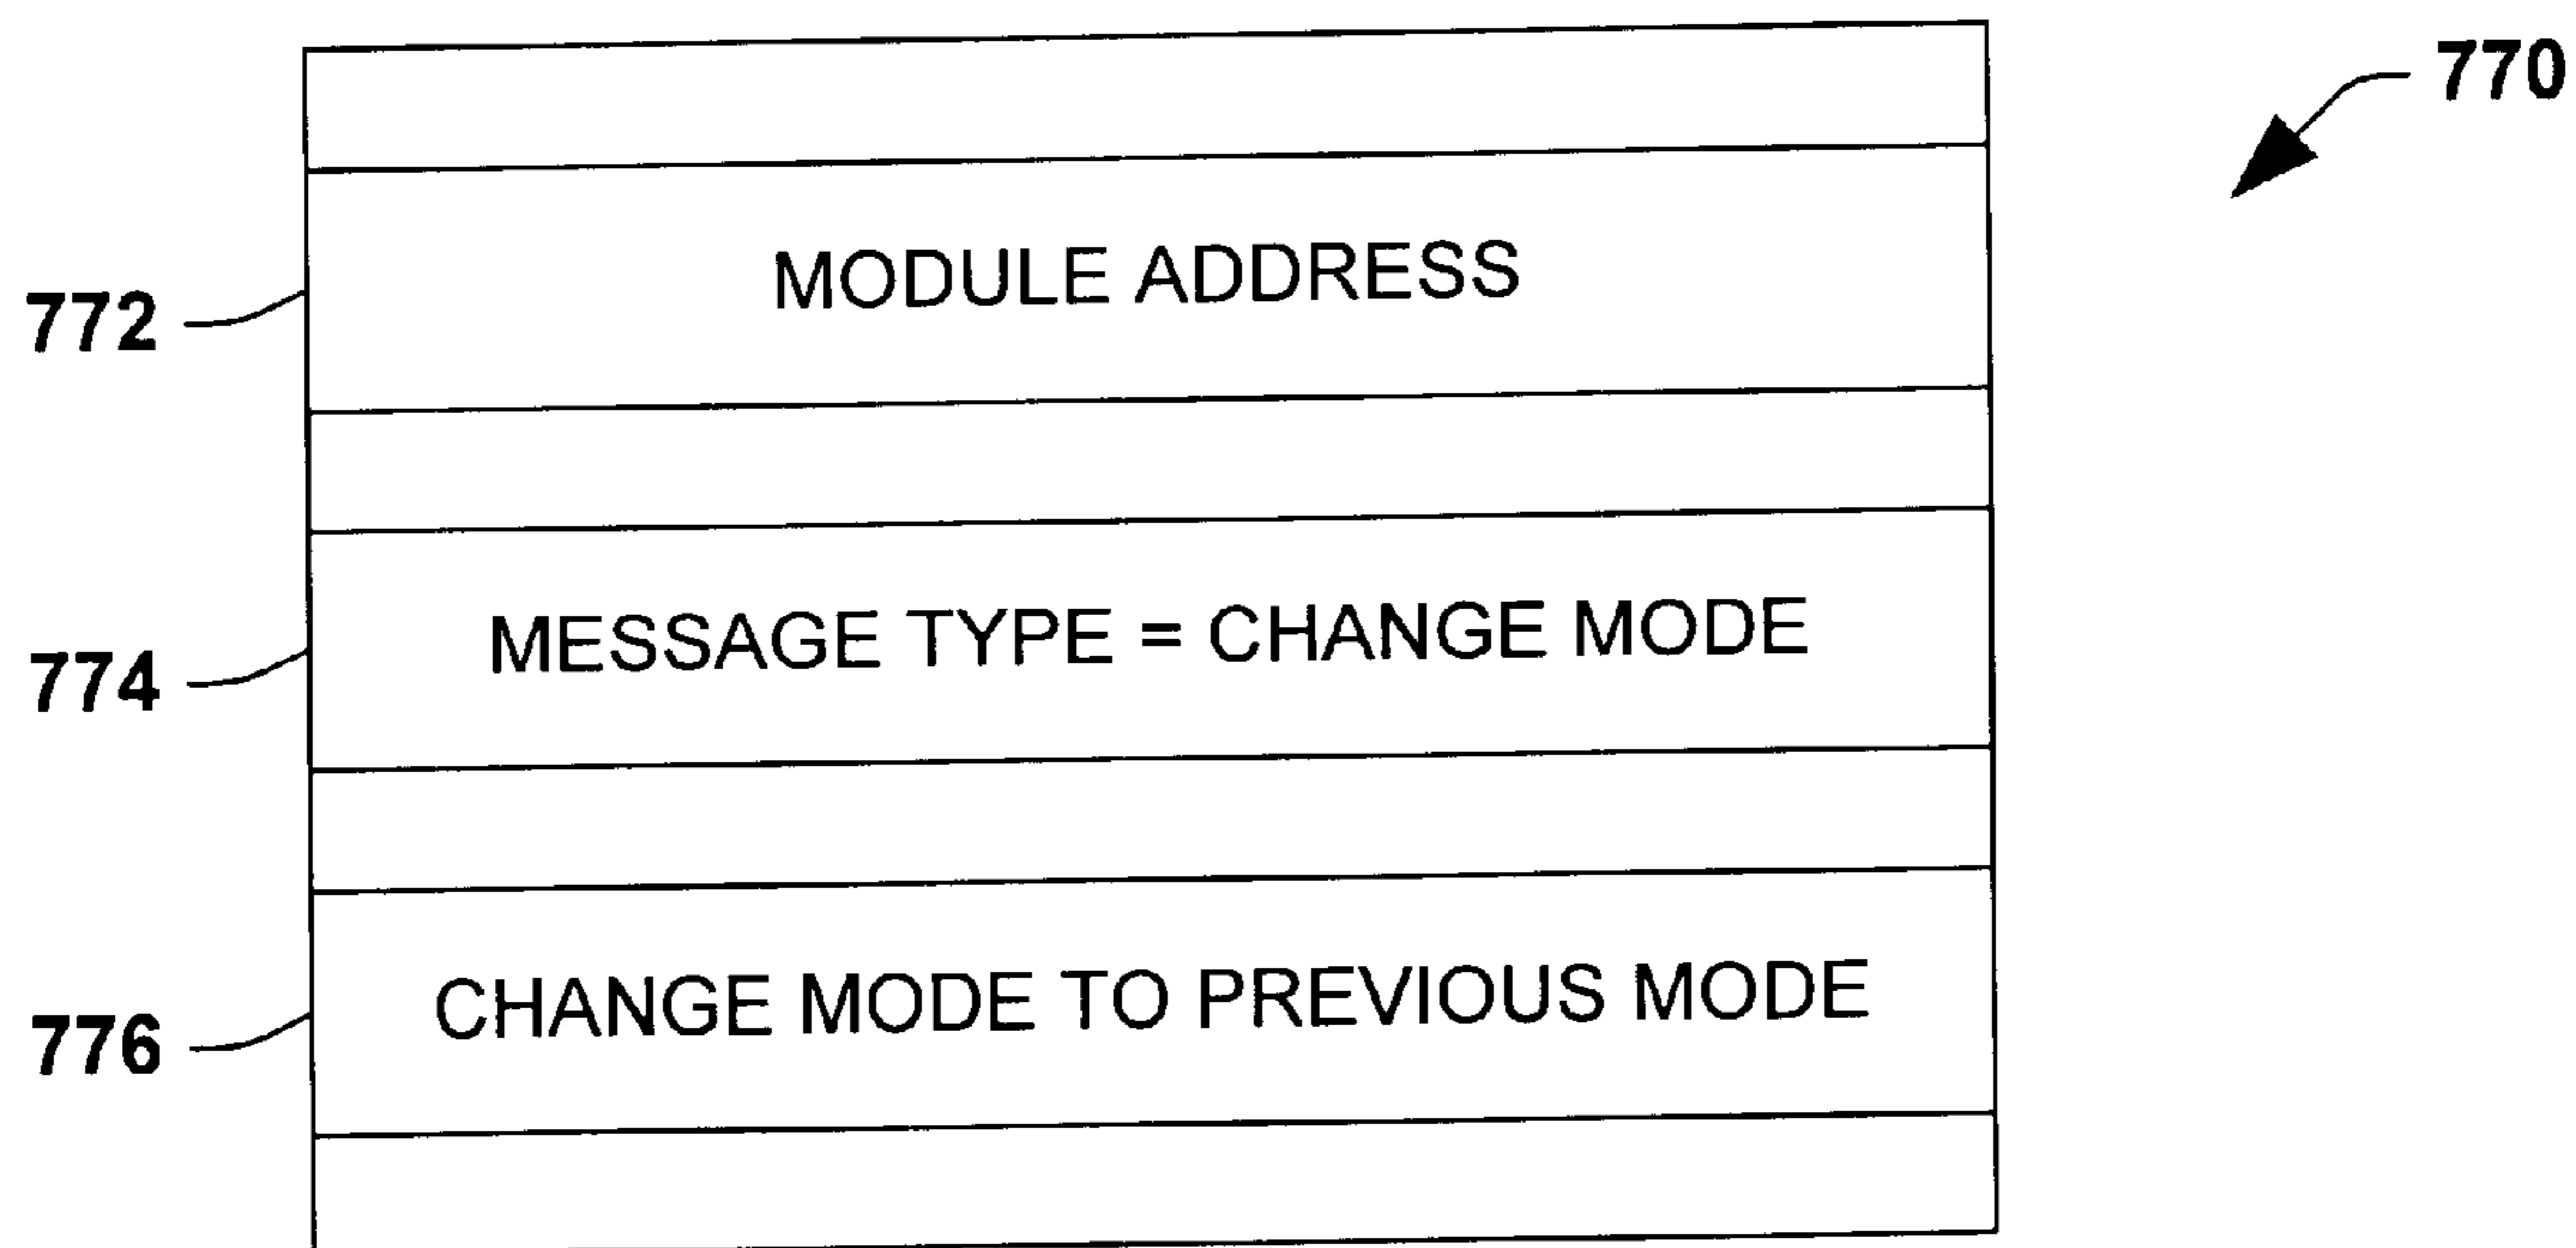 770
MODULE ADDRESS
772
MESSAGE TYPE = CHANGE MODE
774
CHANGE MODE TO PREVIOUS MODE
776